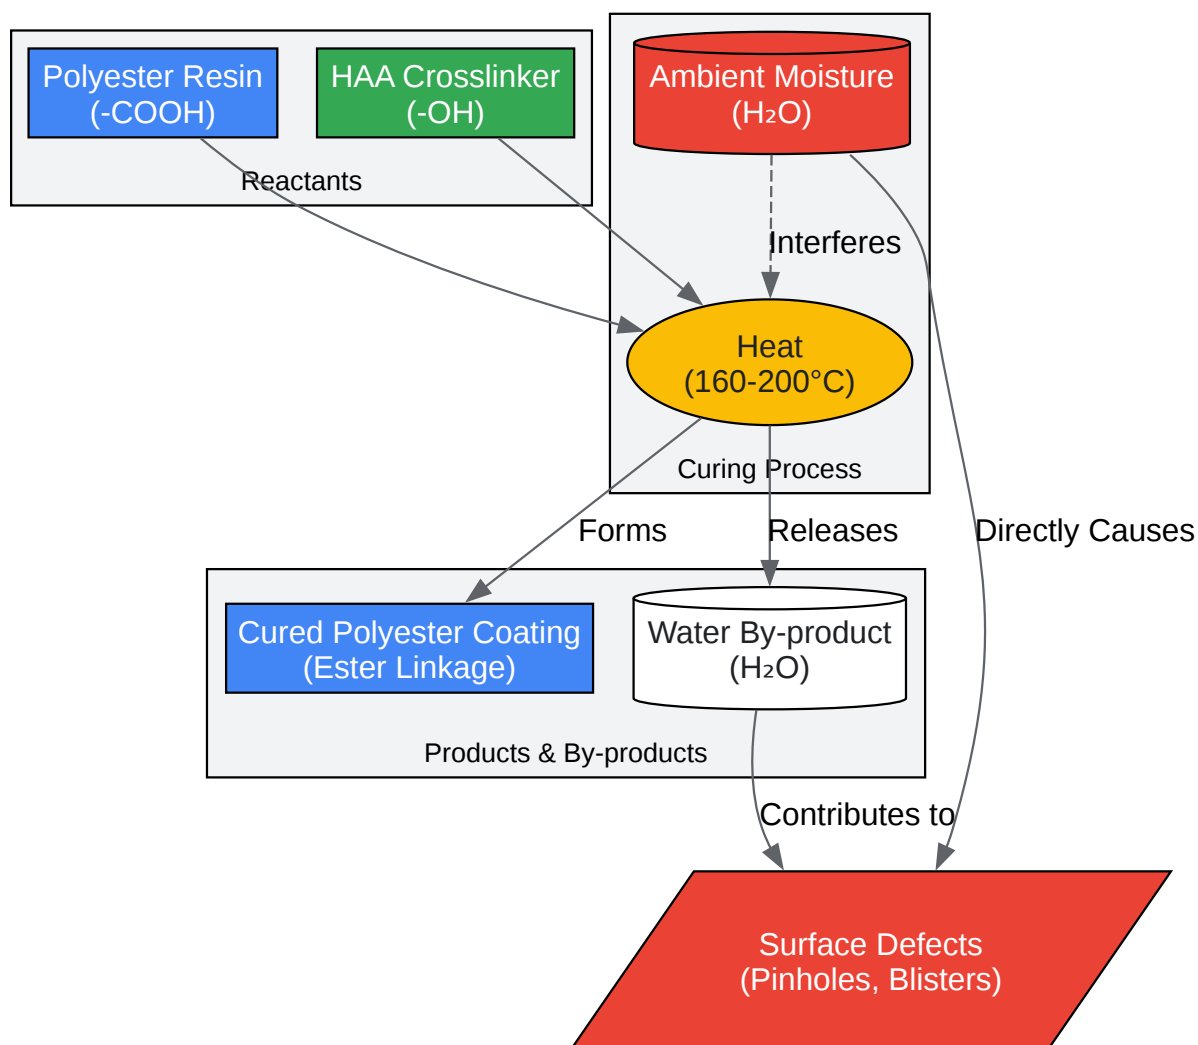 Polyester Resin
(-COOH)
HAA Crosslinker
(-OH)
Reactants
Ambient Moisture
(H₂O)
Interferes
Heat
(160-200°C)
Curing Process
Forms
Releases
Directly Causes
Cured Polyester Coating
(Ester Linkage)
Water By-product
(H₂O)
Products & By-products
Contributes to
Surface Defects
(Pinholes, Blisters)